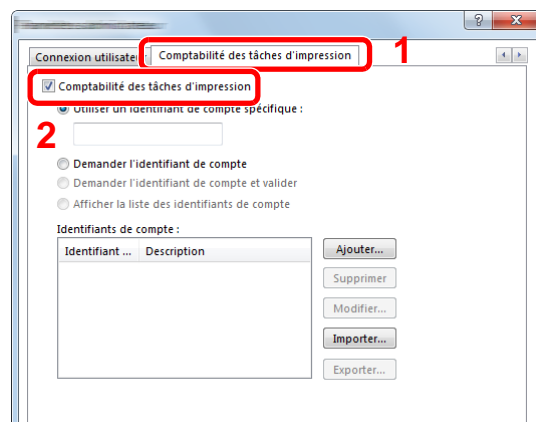 Connexion utilisateur Comptabilité des tâches d'impression 1
Comptabilité des tâches d'impression
Utiliser un identifiant de compte spécifique :
2
Demander l'identifiant de compte
Demander l'identifiant de compte et valider
Afficher la liste des identifiants de compte
Identifiants de compte :
Identifiant ... Description
Ajouter...
Supprimer
Modifier...
Importer...
Exporter...